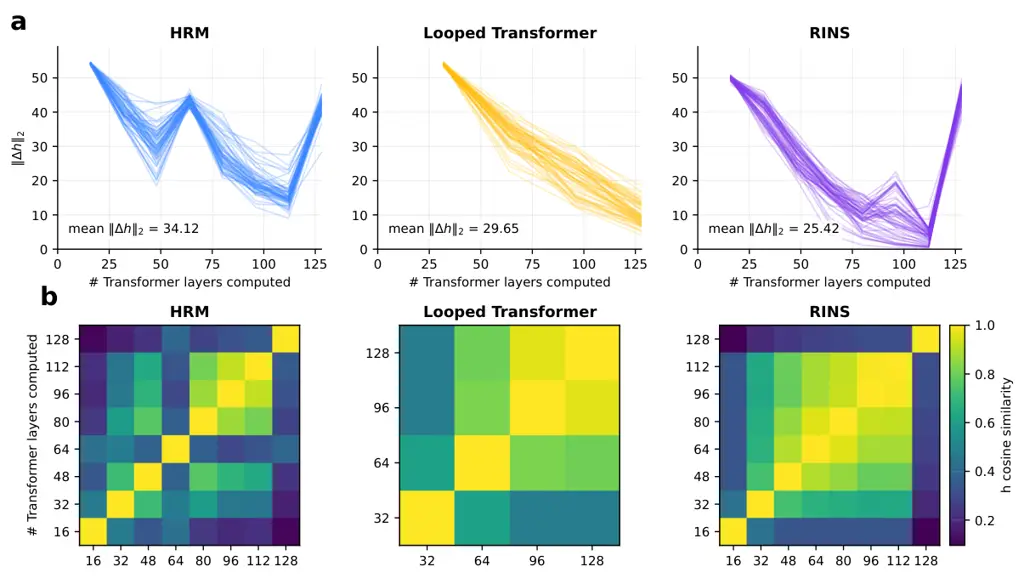 a
HRM
Looped Transformer
RINS
‖Δh‖₂
50
40
30
20
10
0
mean ‖Δh‖₂ = 34.12
0 25 50 75 100 125
# Transformer layers computed
50
40
30
20
10
0
mean ‖Δh‖₂ = 29.65
0 25 50 75 100 125
# Transformer layers computed
50
40
30
20
10
0
mean ‖Δh‖₂ = 25.42
0 25 50 75 100 125
# Transformer layers computed
b
HRM
Looped Transformer
RINS
# Transformer layers computed
128
112
96
80
64
48
32
16
16 32 48 64 80 96 112 128
128
96
64
32
32 64 96 128
128
112
96
80
64
48
32
16
16 32 48 64 80 96 112 128
1.0
0.8
0.6
0.4
0.2
h cosine similarity